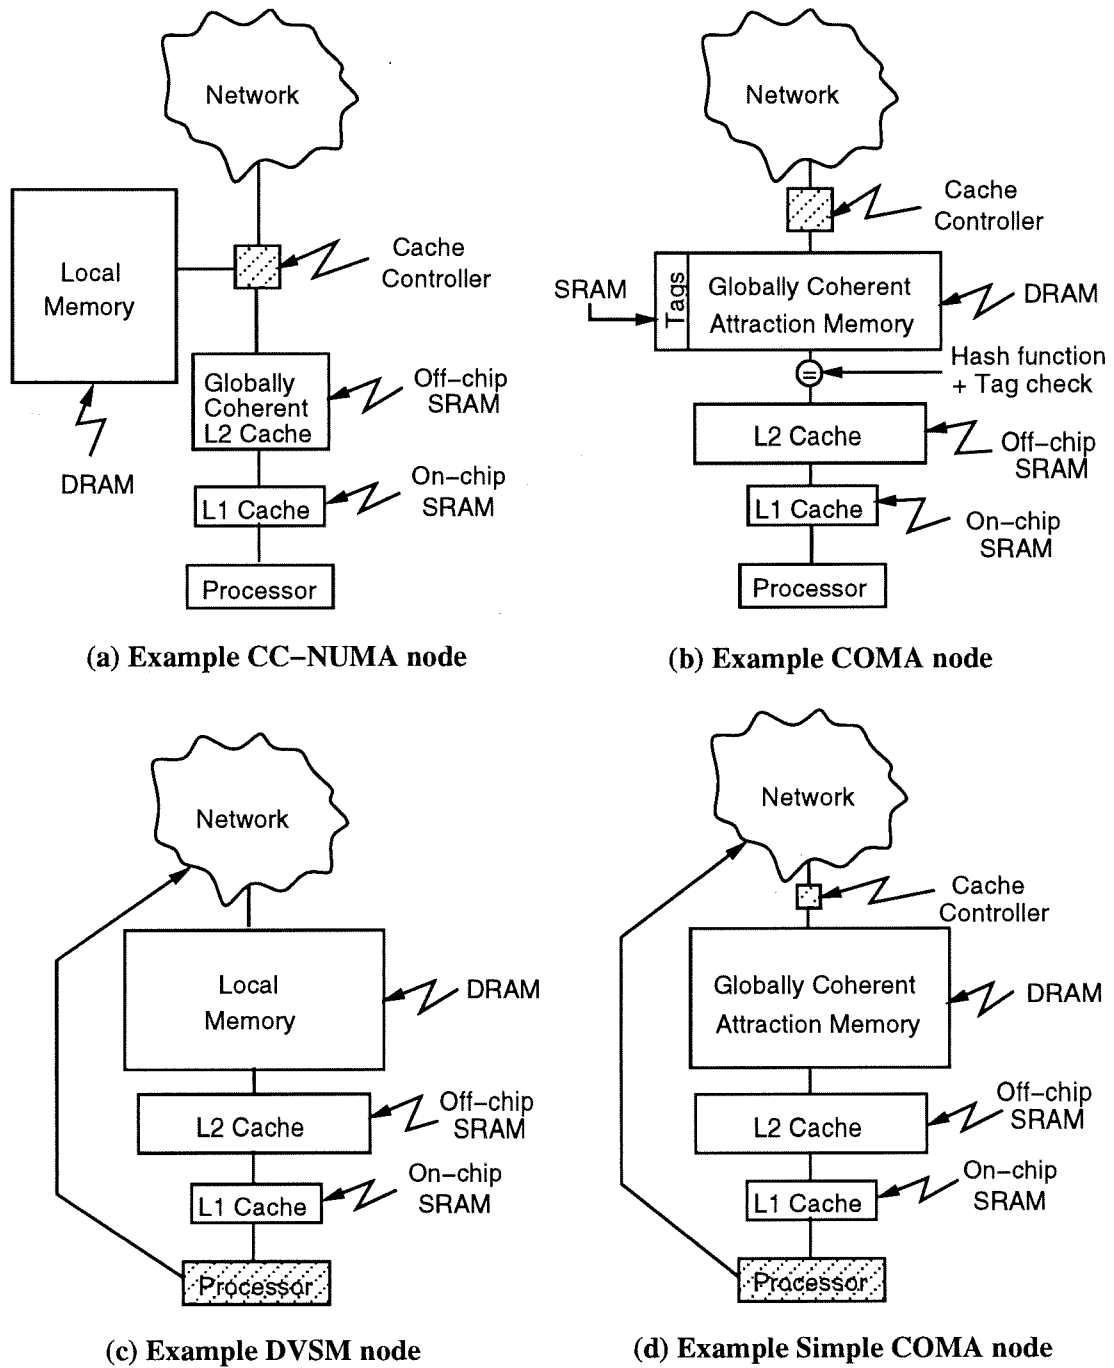 Network
Local
Memory
Cache
Controller
Globally
Coherent
L2 Cache
Off-chip
SRAM
DRAM
On-chip
SRAM
L1 Cache
Processor
(a) Example CC-NUMA node
Network
Cache
Controller
SRAM
Tags
Globally Coherent
Attraction Memory
DRAM
=
Hash function
+ Tag check
L2 Cache
Off-chip
SRAM
L1 Cache
On-chip
SRAM
Processor
(b) Example COMA node
Network
Local
Memory
DRAM
L2 Cache
Off-chip
SRAM
L1 Cache
On-chip
SRAM
Processor
(c) Example DVSM node
Network
Cache
Controller
Globally Coherent
Attraction Memory
DRAM
L2 Cache
Off-chip
SRAM
L1 Cache
On-chip
SRAM
Processor
(d) Example Simple COMA node